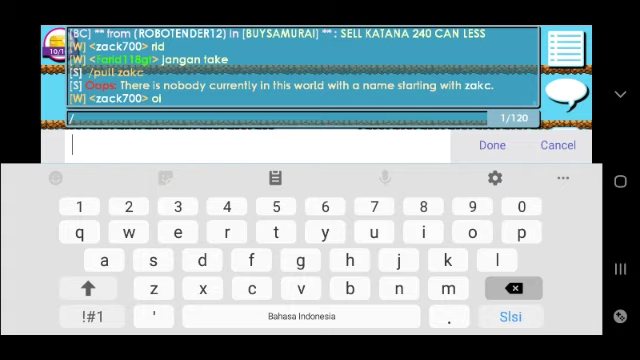 [BC] ** from (ROBOTENDER12) in [BUYSAMURAI] ** : SELL KATANA 240 CAN LESS
[W] <zack700> rid
[W] <farid118gt> jangan take
[S] /pull zakc
[S] Oops: There is nobody currently in this world with a name starting with zakc.
[W] <zack700> oi
/
1/120
Done Cancel
1 2 3 4 5 6 7 8 9 0
q w e r t y u i o p
a s d f g h j k l
z x c v b n m
!#1 ' Bahasa Indonesia . Slsi